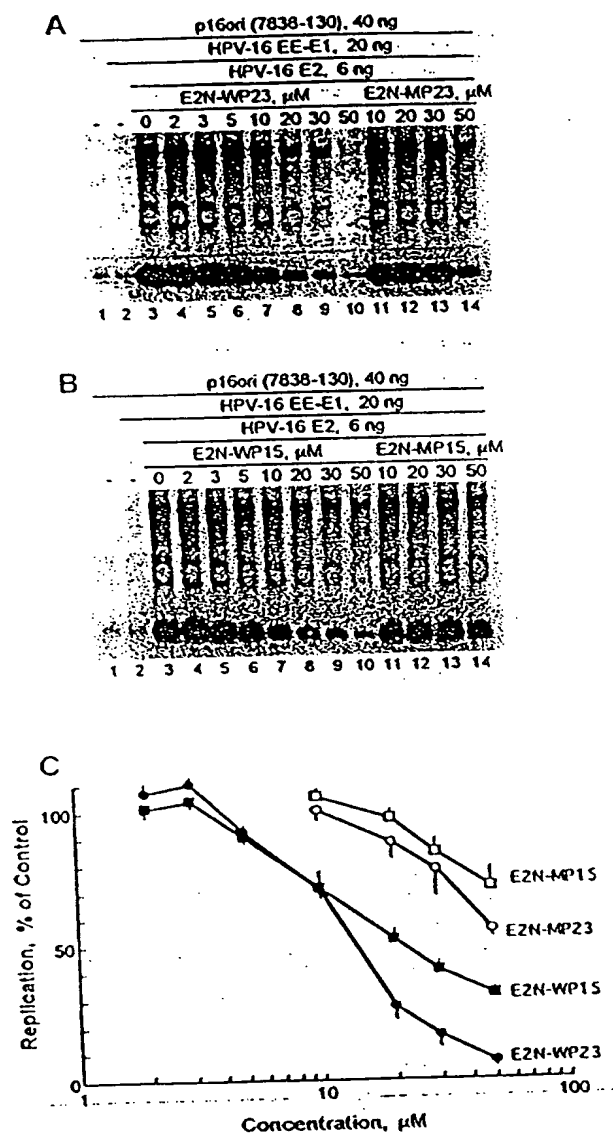 A
p16ori (7838-130), 40 ng
HPV-16 EE-E1, 20 ng
HPV-16 E2, 6 ng
E2N-WP23, µM E2N-MP23, µM
- - 0 2 3 5 10 20 30 50 10 20 30 50
1 2 3 4 5 6 7 8 9 10 11 12 13 14
B
p16ori (7838-130), 40 ng
HPV-16 EE-E1, 20 ng
HPV-16 E2, 6 ng
E2N-WP15, µM E2N-MP15, µM
- - 0 2 3 5 10 20 30 50 10 20 30 50
1 2 3 4 5 6 7 8 9 10 11 12 13 14
C
Replication, % of Control
100
50
0
E2N-MP15
E2N-MP23
E2N-WP15
E2N-WP23
1 10 100
Concentration, µM